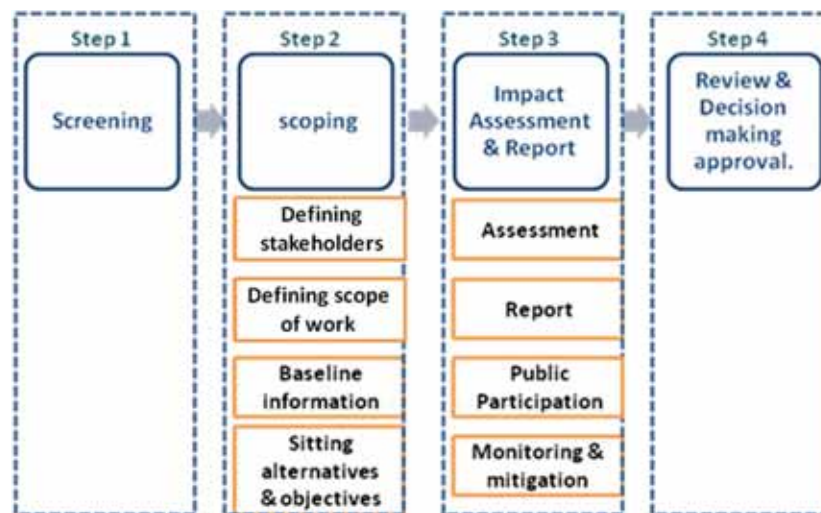 Step 1
Screening
Step 2
scoping
Defining
stakeholders
Defining scope
of work
Baseline
information
Sitting
alternatives
& objectives
Step 3
Impact
Assessment
& Report
Assessment
Report
Public
Participation
Monitoring &
mitigation
Step 4
Review &
Decision
making
approval.